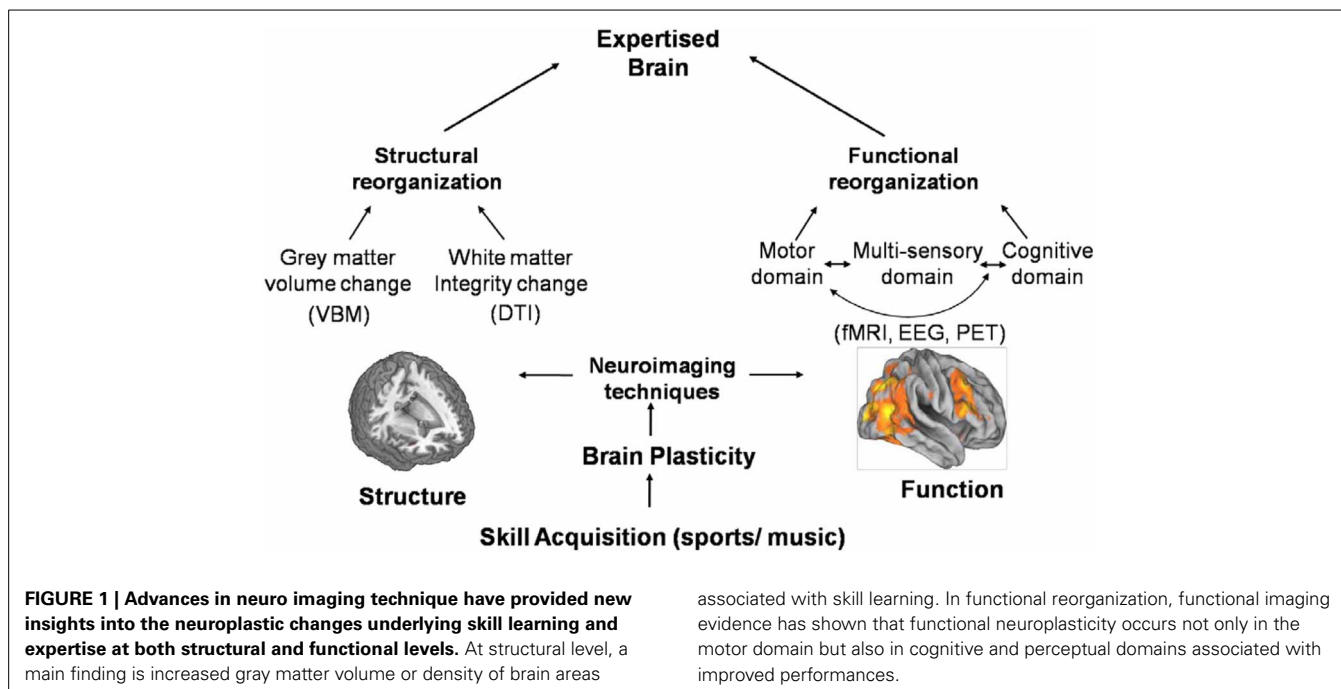 Expertised
Brain
Structural
reorganization
Functional
reorganization
Grey matter
volume change
(VBM)
White matter
Integrity change
(DTI)
Motor
domain
Multi-sensory
domain
Cognitive
domain
(fMRI, EEG, PET)
Neuroimaging
techniques
Brain Plasticity
Structure
Function
Skill Acquisition (sports/ music)
FIGURE 1 | Advances in neuro imaging technique have provided new
insights into the neuroplastic changes underlying skill learning and
expertise at both structural and functional levels. At structural level, a
main finding is increased gray matter volume or density of brain areas
associated with skill learning. In functional reorganization, functional imaging
evidence has shown that functional neuroplasticity occurs not only in the
motor domain but also in cognitive and perceptual domains associated with
improved performances.